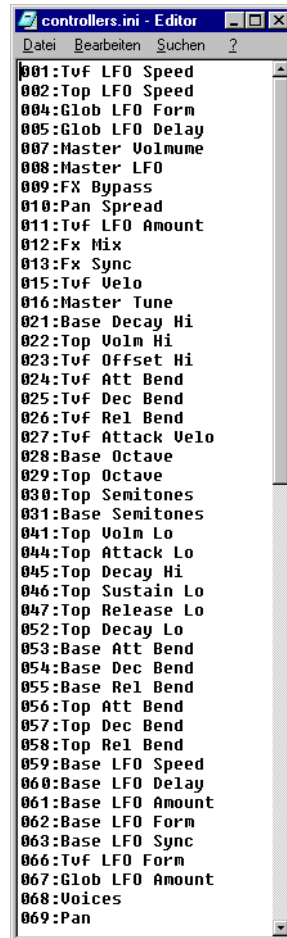 controllers.ini - Editor
Datei Bearbeiten Suchen ?
001:Tvf LFO Speed
002:Top LFO Speed
004:Glob LFO Form
005:Glob LFO Delay
007:Master Volmume
008:Master LFO
009:FX Bypass
010:Pan Spread
011:Tvf LFO Amount
012:Fx Mix
013:Fx Sync
015:Tvf Velo
016:Master Tune
021:Base Decay Hi
022:Top Volm Hi
023:Tvf Offset Hi
024:Tvf Att Bend
025:Tvf Dec Bend
026:Tvf Rel Bend
027:Tvf Attack Velo
028:Base Octave
029:Top Octave
030:Top Semitones
031:Base Semitones
041:Top Volm Lo
044:Top Attack Lo
045:Top Decay Hi
046:Top Sustain Lo
047:Top Release Lo
052:Top Decay Lo
053:Base Att Bend
054:Base Dec Bend
055:Base Rel Bend
056:Top Att Bend
057:Top Dec Bend
058:Top Rel Bend
059:Base LFO Speed
060:Base LFO Delay
061:Base LFO Amount
062:Base LFO Form
063:Base LFO Sync
066:Tvf LFO Form
067:Glob LFO Amount
068:Voices
069:Pan